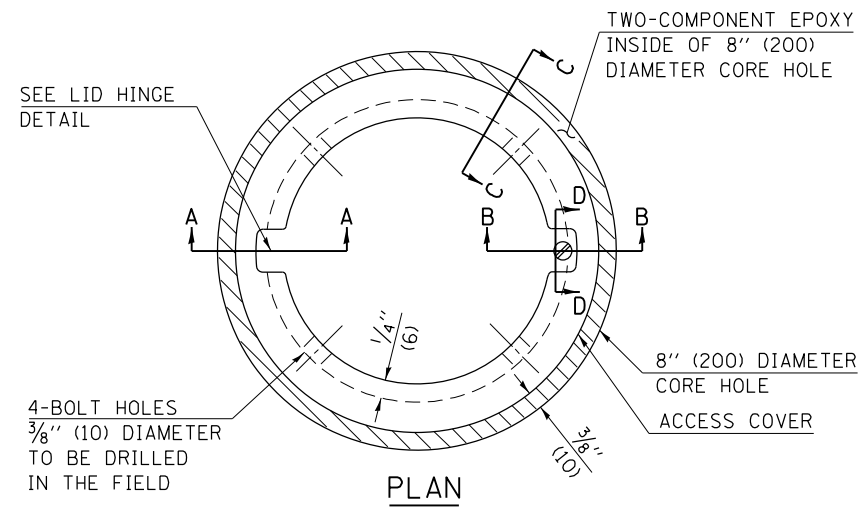 TWO-COMPONENT EPOXY
INSIDE OF 8" (200)
DIAMETER CORE HOLE
SEE LID HINGE
DETAIL
C
C
A
A
B
B
D
D
1/4"
(6)
3/8"
(10)
8" (200) DIAMETER
CORE HOLE
ACCESS COVER
4-BOLT HOLES
3/8" (10) DIAMETER
TO BE DRILLED
IN THE FIELD
PLAN